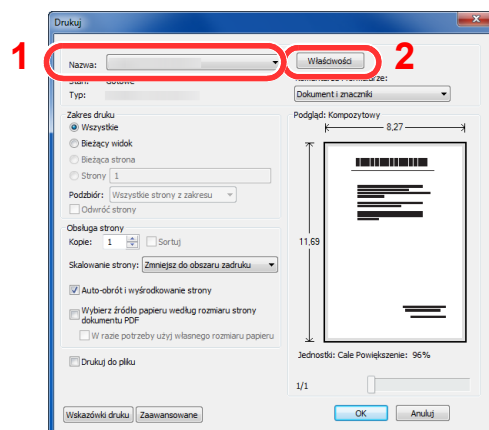 Drukuj
1
2
Nazwa:
Właściwości
Stan: Gotowe
Komentarze i formularze:
Typ:
Dokument i znaczniki
Zakres druku
Wszystkie
Bieżący widok
Bieżąca strona
Strony 1
Podzbiór: Wszystkie strony z zakresu
Odwróć strony
Obsługa strony
Kopie: 1 Sortuj
Skalowanie strony: Zmniejsz do obszaru zadruku
Auto-obrót i wyśrodkowanie strony
Wybierz źródło papieru według rozmiaru strony
dokumentu PDF
W razie potrzeby użyj własnego rozmiaru papieru
Drukuj do pliku
Podgląd: Kompozytowy
8,27
11,69
Jednostki: Cale Powiększenie: 96%
1/1
Wskazówki druku
Zaawansowane
OK
Anuluj